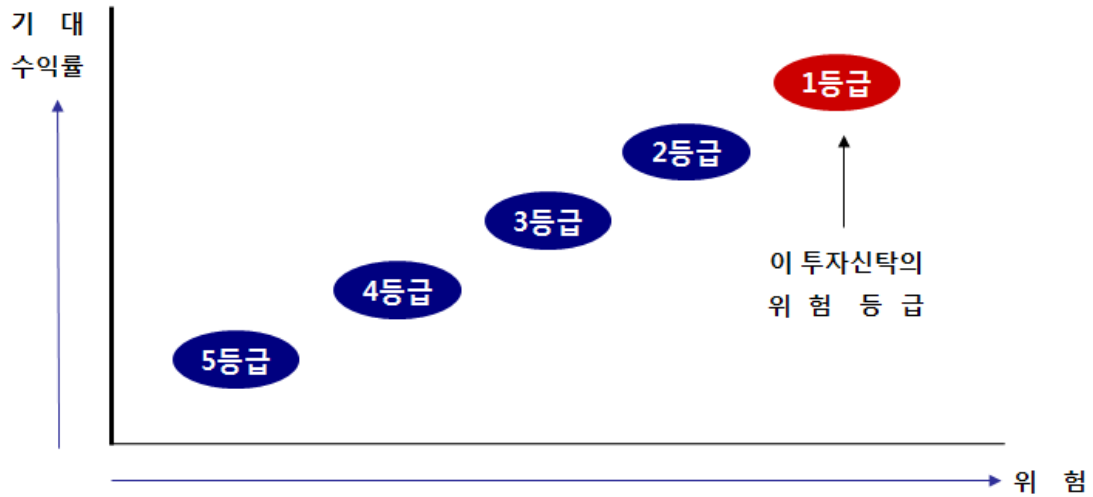 기 대
수익률
1등급
2등급
3등급
4등급
5등급
이 투자신탁의
위 험 등 급
위 험